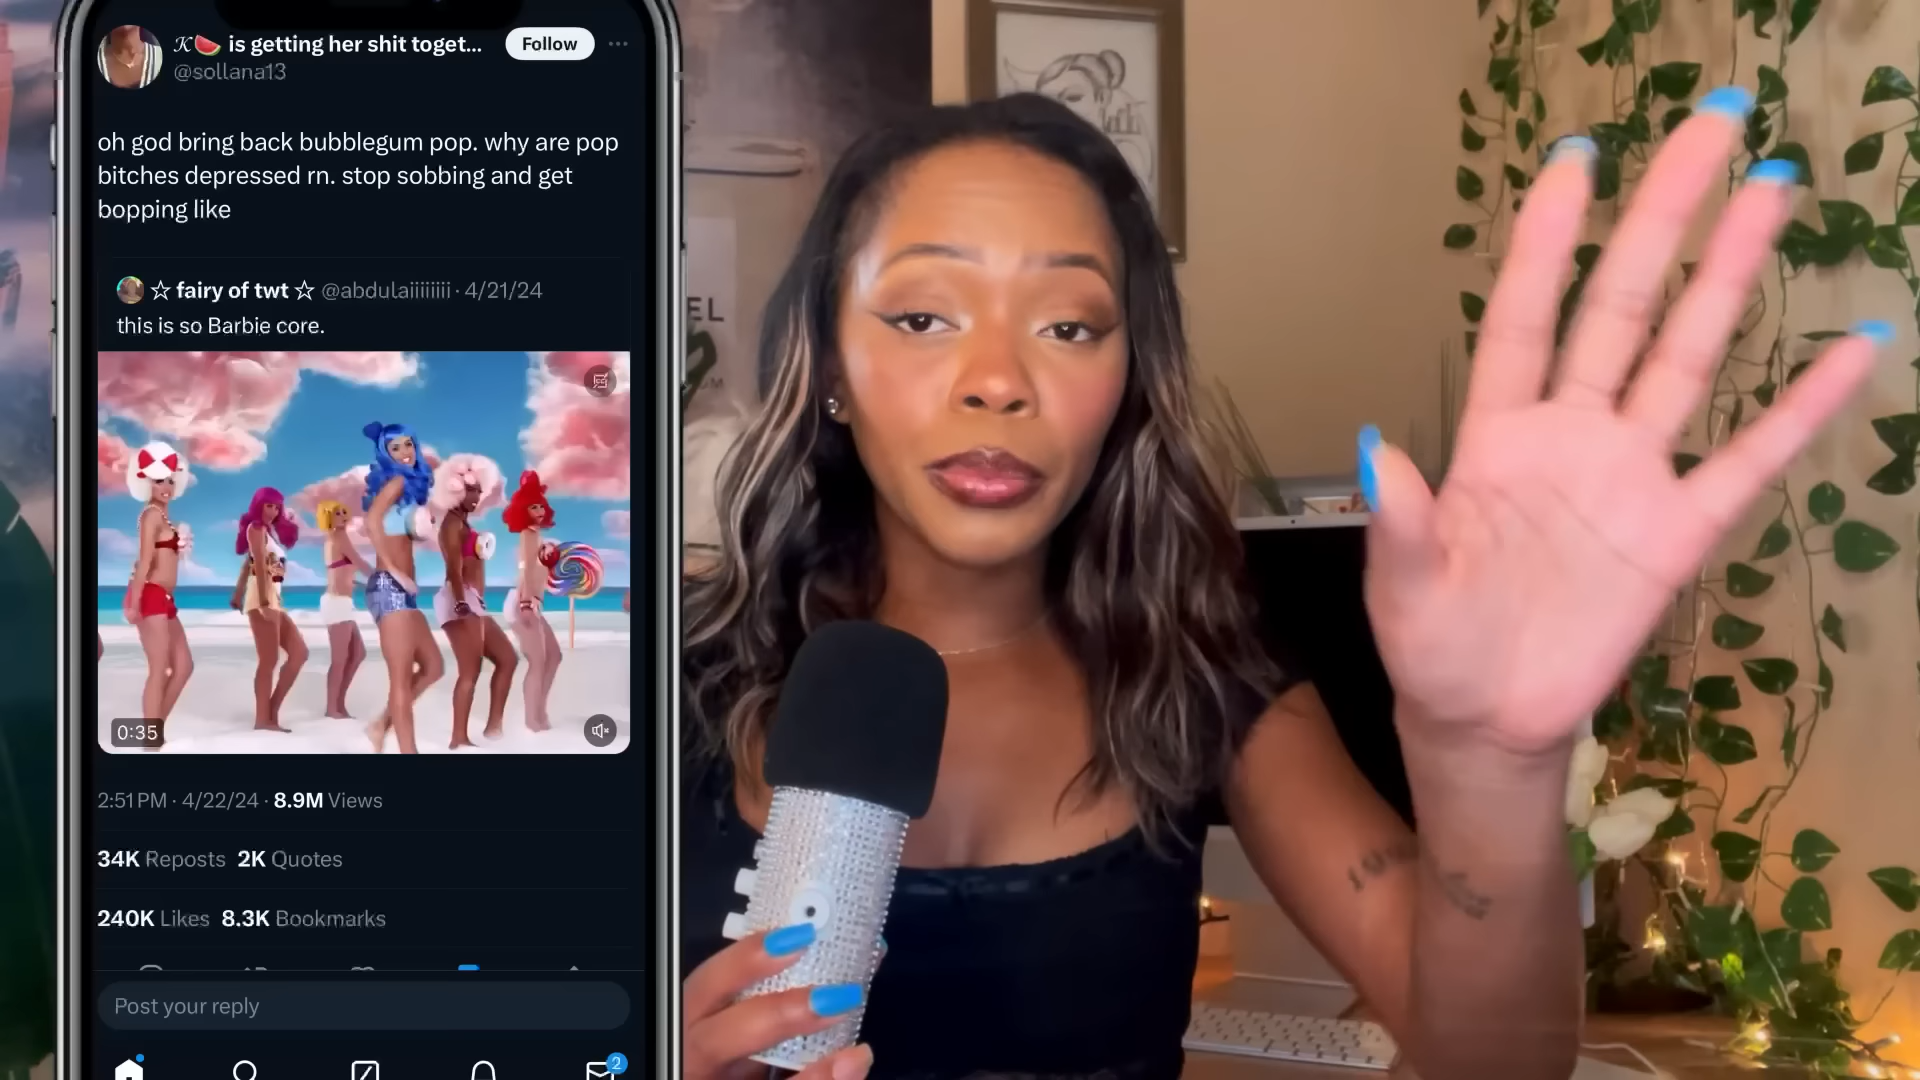 K🍉 is getting her shit toget...
Follow
@sollana13
oh god bring back bubblegum pop. why are pop
bitches depressed rn. stop sobbing and get
bopping like
☆ fairy of twt ☆ @abdulaiiiiiiii · 4/21/24
this is so Barbie core.
0:35
2:51 PM · 4/22/24 · 8.9M Views
34K Reposts 2K Quotes
240K Likes 8.3K Bookmarks
Post your reply
2
EL
UM